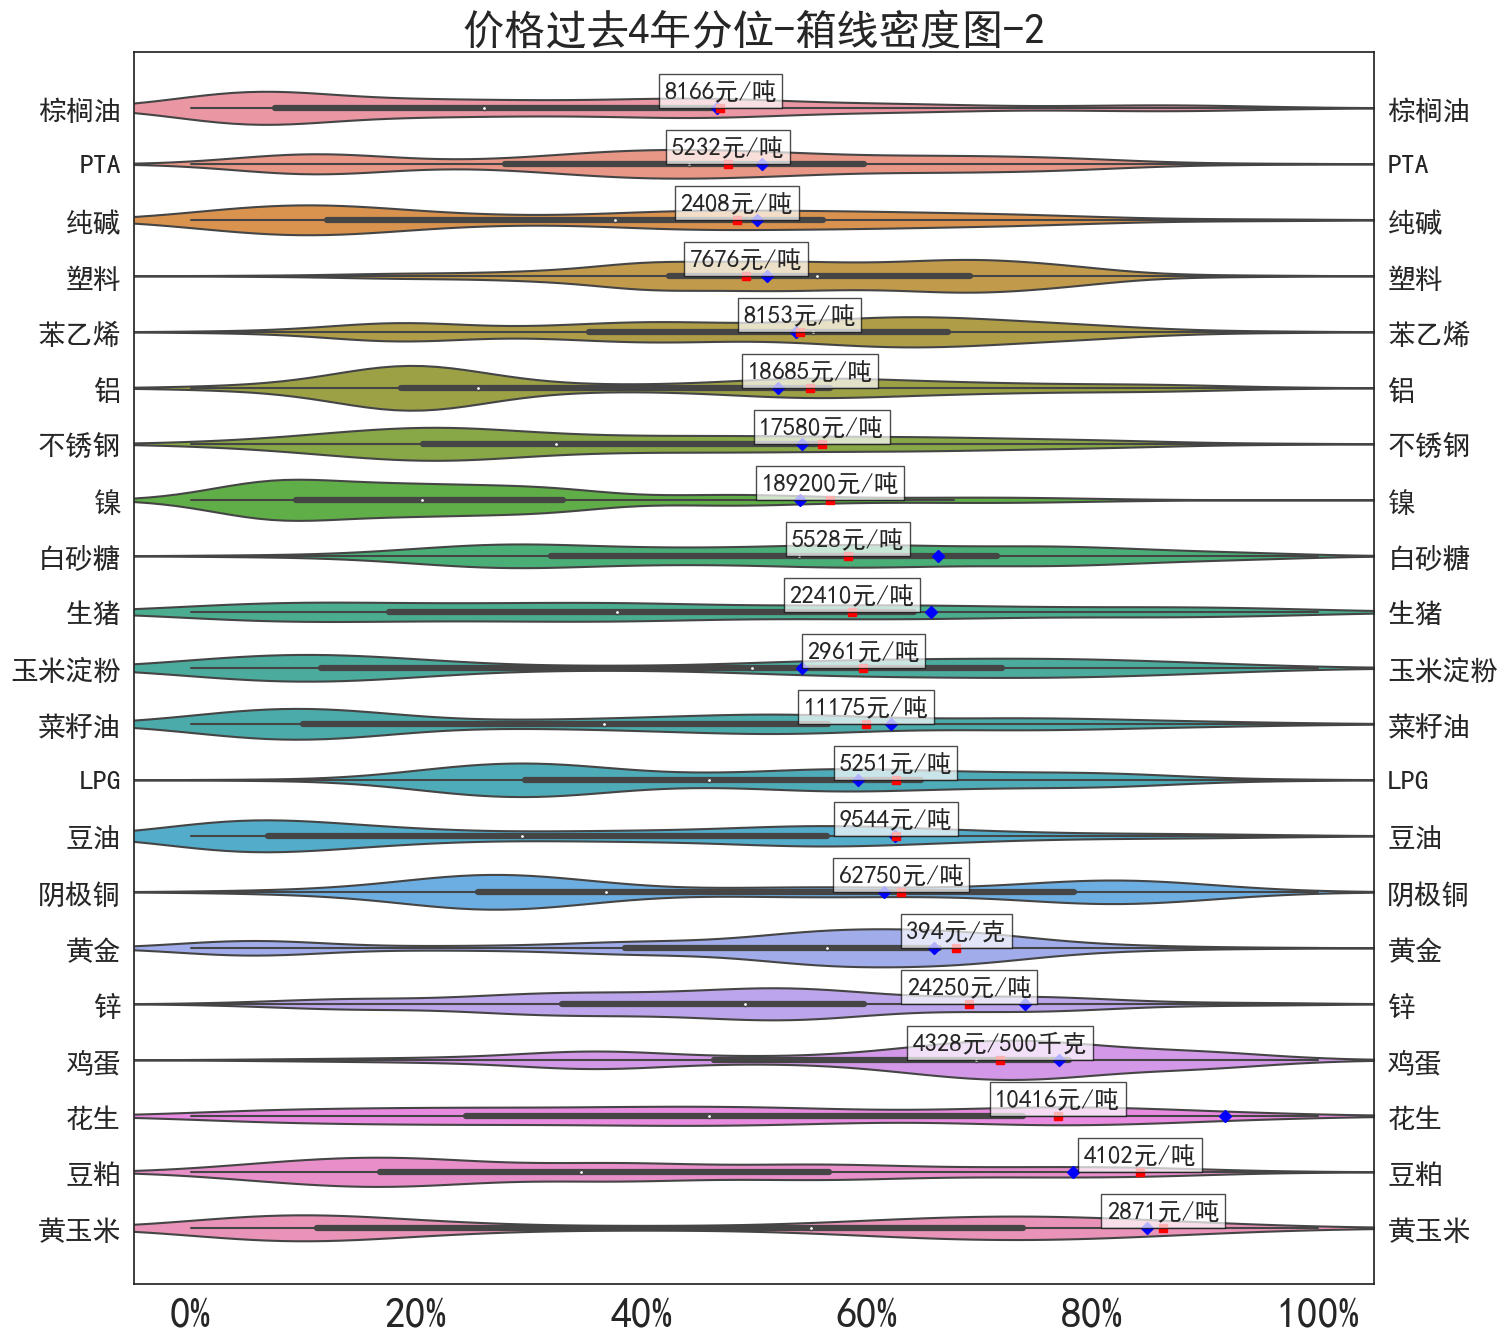 价格过去4年分位-箱线密度图-2
棕榈油 8166元/吨 棕榈油
PTA 5232元/吨 PTA
纯碱 2408元/吨 纯碱
塑料 7676元/吨 塑料
苯乙烯 8153元/吨 苯乙烯
铝 18685元/吨 铝
不锈钢 17580元/吨 不锈钢
镍 189200元/吨 镍
白砂糖 5528元/吨 白砂糖
生猪 22410元/吨 生猪
玉米淀粉 2961元/吨 玉米淀粉
菜籽油 11175元/吨 菜籽油
LPG 5251元/吨 LPG
豆油 9544元/吨 豆油
阴极铜 62750元/吨 阴极铜
黄金 394元/克 黄金
锌 24250元/吨 锌
鸡蛋 4328元/500千克 鸡蛋
花生 10416元/吨 花生
豆粕 4102元/吨 豆粕
黄玉米 2871元/吨 黄玉米
0% 20% 40% 60% 80% 100%